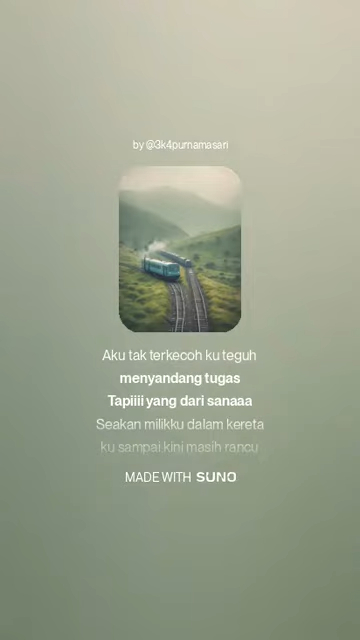 by @3k4purnamasari
Aku tak terkecoh ku teguh
menyandang tugas
Tapiiii yang dari sanaaa
Seakan milikku dalam kereta
ku sampai kini masih rancu
MADE WITH SUNO